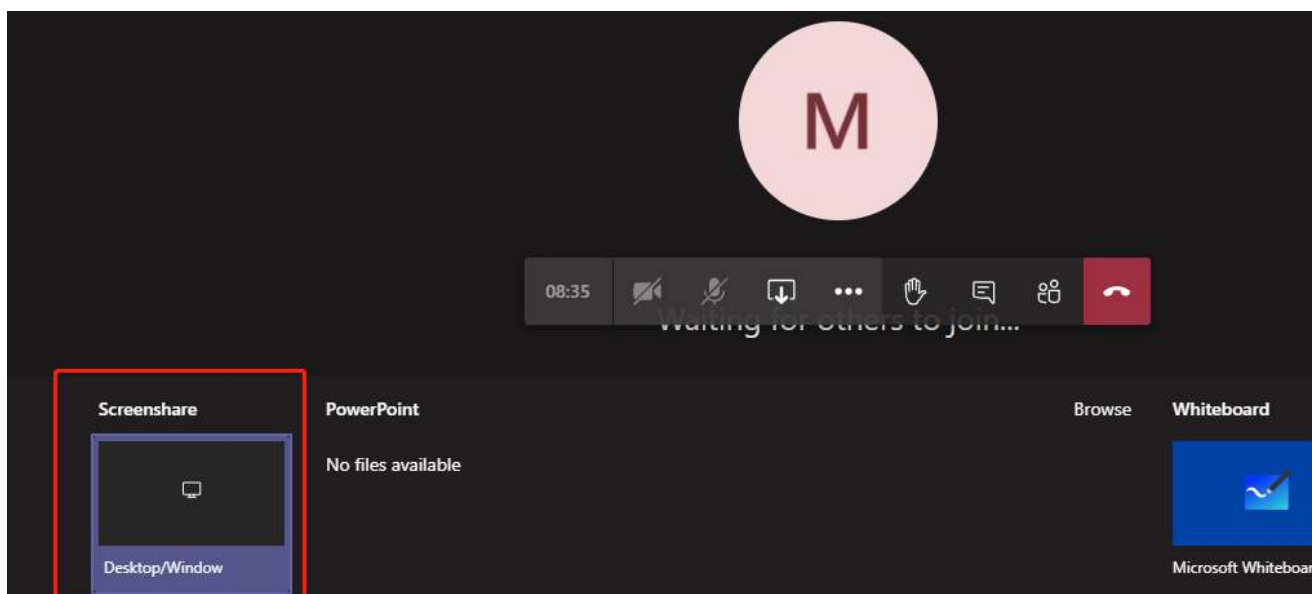 M
08:35
Waiting for others to join...
Screenshare
PowerPoint
Browse
Whiteboard
No files available
Desktop/Window
Microsoft Whiteboar